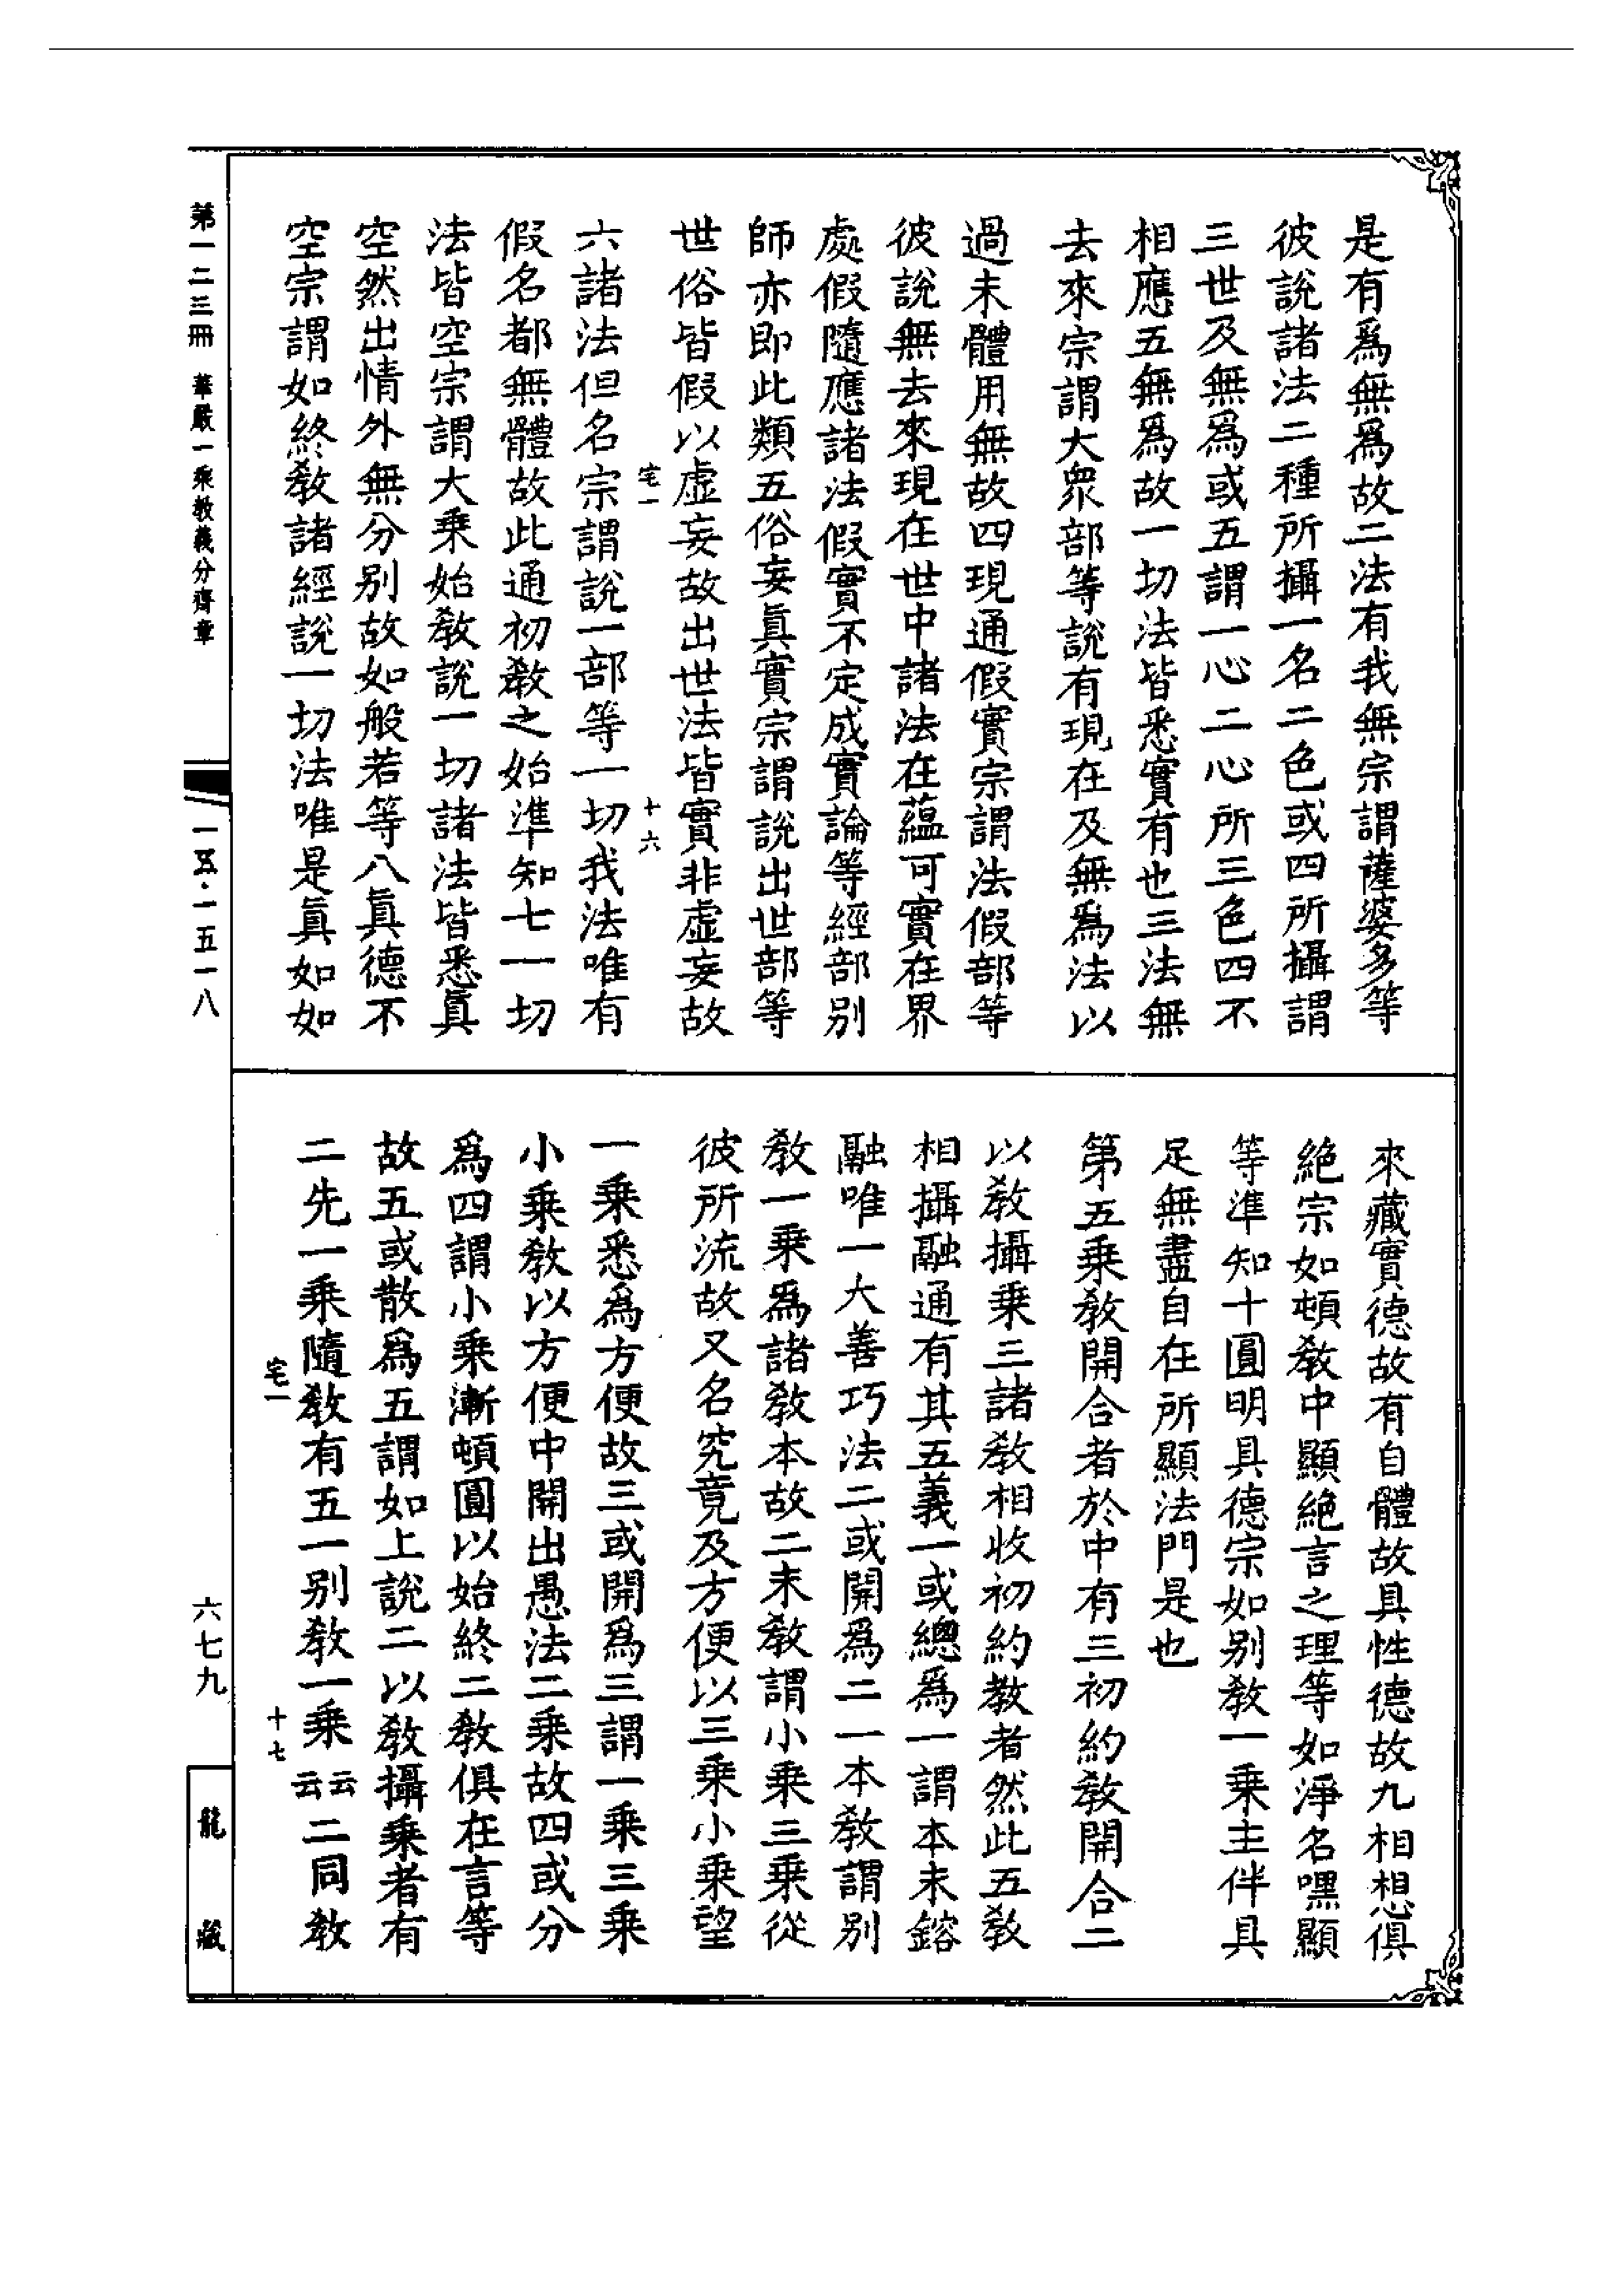 是有爲無爲故二法有我無宗謂薩婆多等
彼說諸法二種所攝一名二色或四所攝謂
三世及無爲或五謂一心二心所三色四不
相應五無爲故一切法皆悉實有也三法無
去來宗謂大衆部等說有現在及無爲法以
過未體用無故四現通假實宗謂法假部等
彼說無去來現在世中諸法在蘊可實在界
處假隨應諸法假實不定成實論等經部別
師亦即此類五俗妄眞實宗謂說出世部等
世俗皆假以虛妄故出世法皆實非虛妄故
宅一 十六
六諸法但名宗謂說一部等一切我法唯有
假名都無體故此通初教之始準知七一切
法皆空宗謂大乘始教說一切諸法皆悉眞
空然出情外無分別故如般若等八眞德不
空宗謂如終教諸經說一切法唯是眞如如
來藏實德故有自體故具性德故九相想俱
絕宗如頓教中顯絕言之理等如淨名嘿顯
等準知十圓明具德宗如別教一乘主伴具
足無盡自在所顯法門是也
第五乘教開合者於中有三初約教開合二
以教攝乘三諸教相收初約教者然此五教
相攝融通有其五義一或總爲一謂本末鎔
融唯一大善巧法二或開爲二一本教謂別
教一乘爲諸教本故二末教謂小乘三乘從
彼所流故又名究竟及方便以三乘小乘望
一乘悉爲方便故三或開爲三謂一乘三乘
小乘教以方便中開出愚法二乘故四或分
爲四謂小乘漸頓圓以始終二教俱在言等
故五或散爲五謂如上說二以教攝乘者有
二先一乘隨教有五一別教一乘云云二同教
宅一 十七
第一二三冊 華嚴一乘教義分齊章
一五一五一八
六七九
龍藏